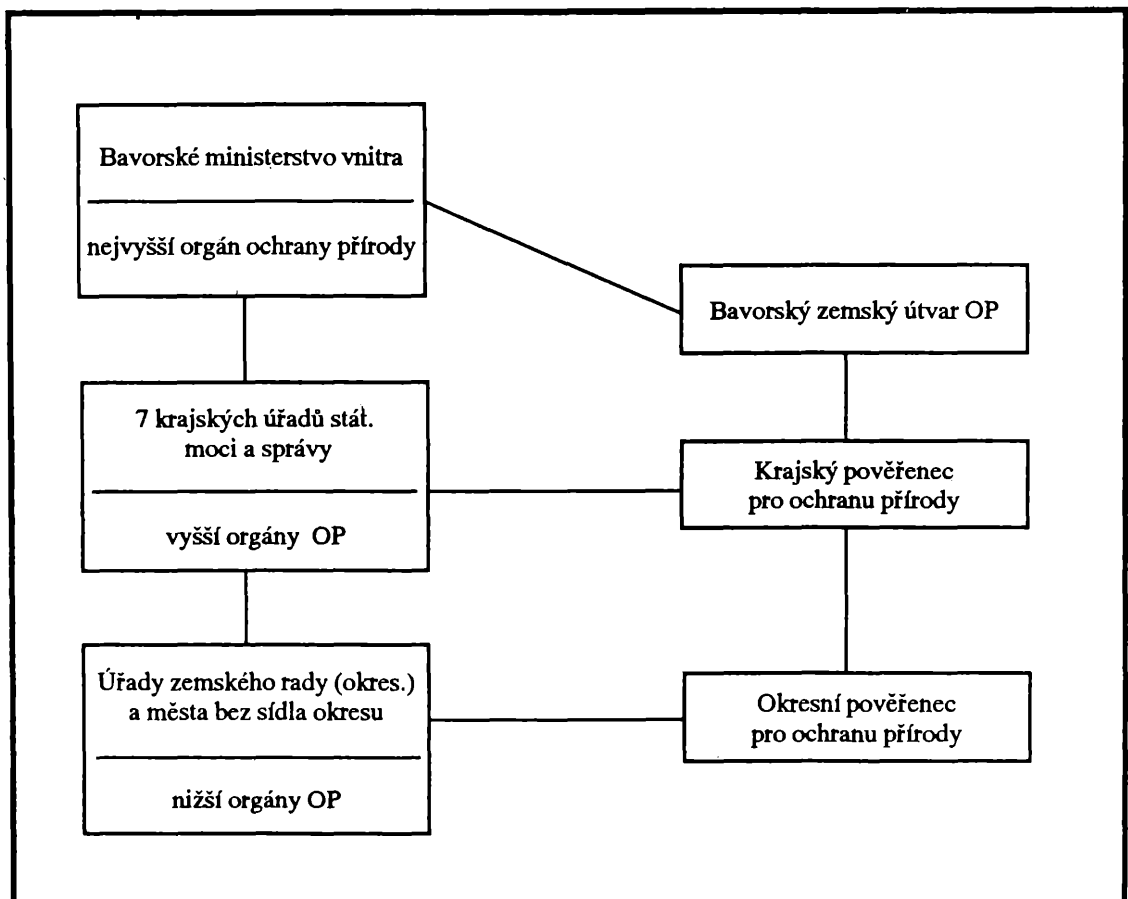 Bavorské ministerstvo vnitra
nejvyšší orgán ochrany přírody
Bavorský zemský útvar OP
7 krajských úřadů stát.
moci a správy
vyšší orgány OP
Krajský pověřenec
pro ochranu přírody
Úřady zemského rady (okres.)
a města bez sídla okresu
nižší orgány OP
Okresní pověřenec
pro ochranu přírody